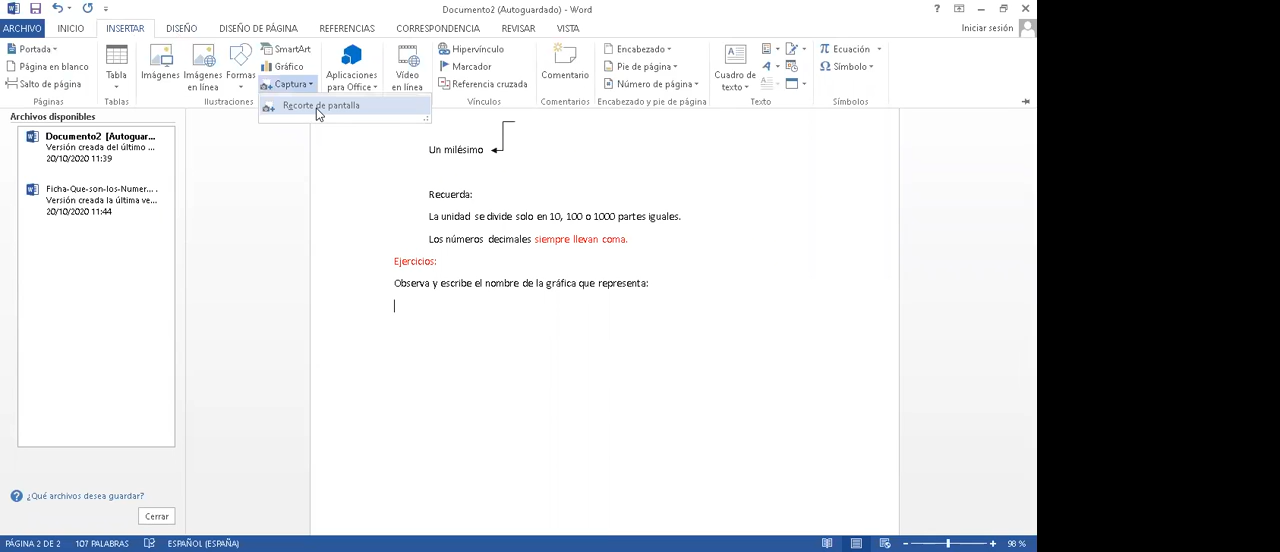 Documento2 (Autoguardado) - Word
ARCHIVO INICIO INSERTAR DISEÑO DISEÑO DE PÁGINA REFERENCIAS CORRESPONDENCIA REVISAR VISTA Iniciar sesión
Portada
Página en blanco
Salto de página
Páginas
Tabla
Tablas
Imágenes
Imágenes en línea
Formas
SmartArt
Gráfico
Captura
Ilustraciones
Recorte de pantalla
Aplicaciones para Office
Vídeo en línea
Hipervínculo
Marcador
Referencia cruzada
Vínculos
Comentario
Comentarios
Encabezado
Pie de página
Número de página
Encabezado y pie de página
Cuadro de texto
Texto
Ecuación
Símbolo
Símbolos
Archivos disponibles
Documento2 [Autoguar...
Versión creada del último ...
20/10/2020 11:39
Ficha-Que-son-los-Numer... .
Versión creada la última ve...
20/10/2020 11:44
¿Qué archivos desea guardar?
Cerrar
Un milésimo
Recuerda:
La unidad se divide solo en 10, 100 o 1000 partes iguales.
Los números decimales siempre llevan coma.
Ejercicios:
Observa y escribe el nombre de la gráfica que representa:
PÁGINA 2 DE 2 107 PALABRAS ESPAÑOL (ESPAÑA) 98 %